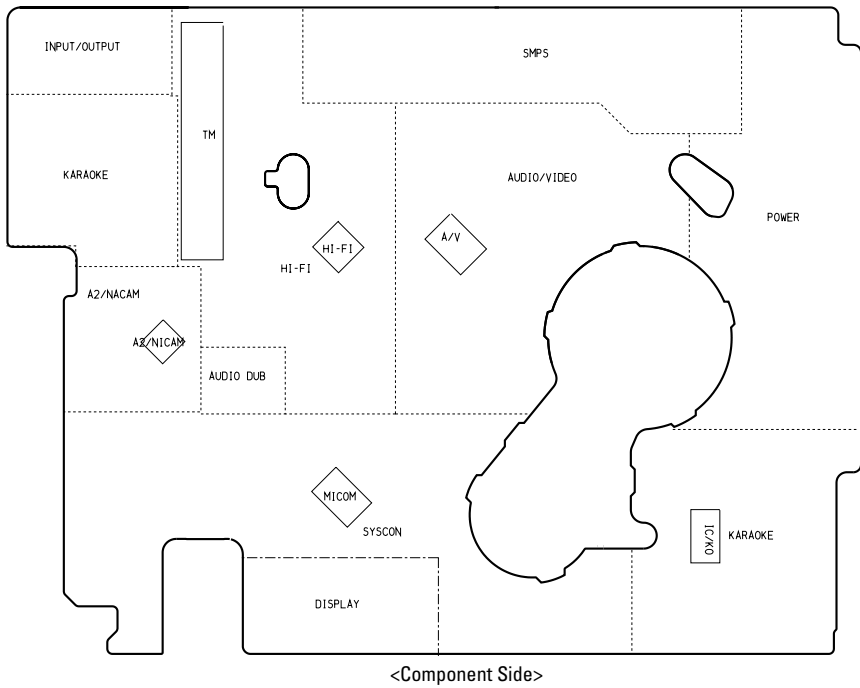 INPUT/OUTPUT
SMPS
TM
KARAOKE
AUDIO/VIDEO
POWER
A/V
HI-FI
HI-FI
A2/NACAM
A2/NICAM
AUDIO DUB
MICOM
SYSCON
IC/KO
KARAOKE
DISPLAY
<Component Side>